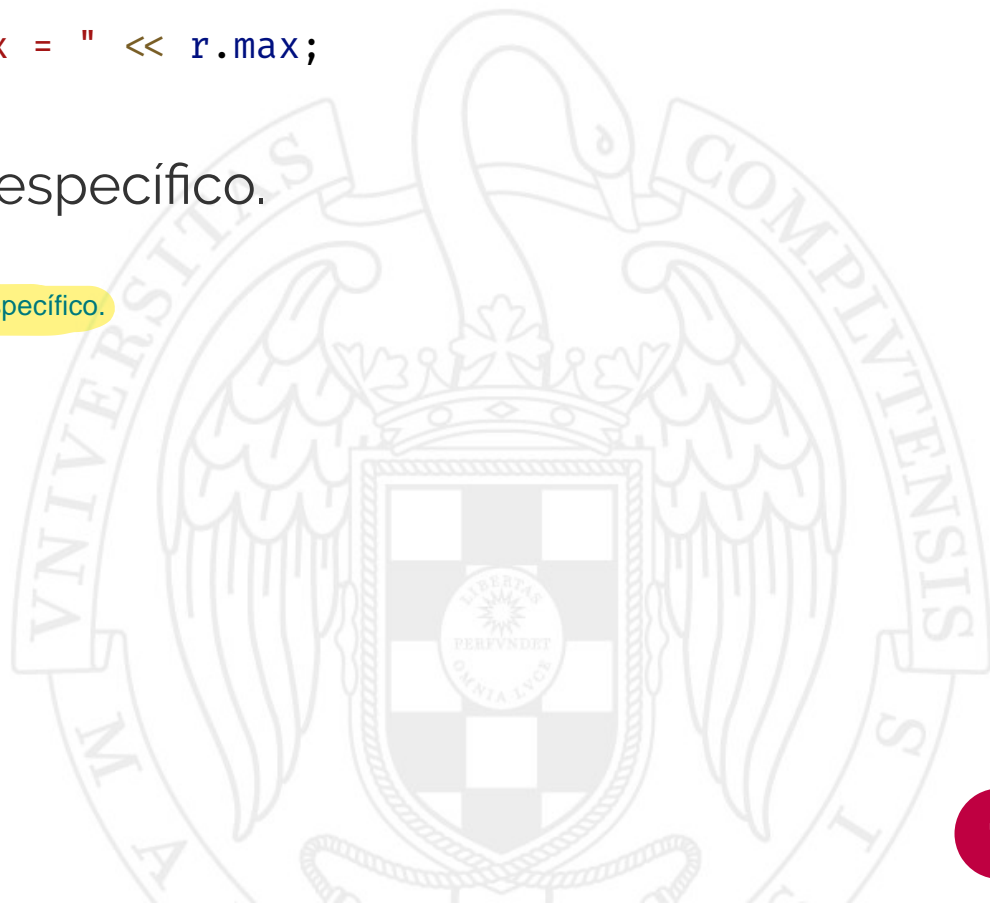 x = " << r.max;
específico.
pecífico.
VNIVERSITAS
COMPLVTENSIS
LIBERTAS
PERFVNDET
OMNIA LVCE
M A
S I S